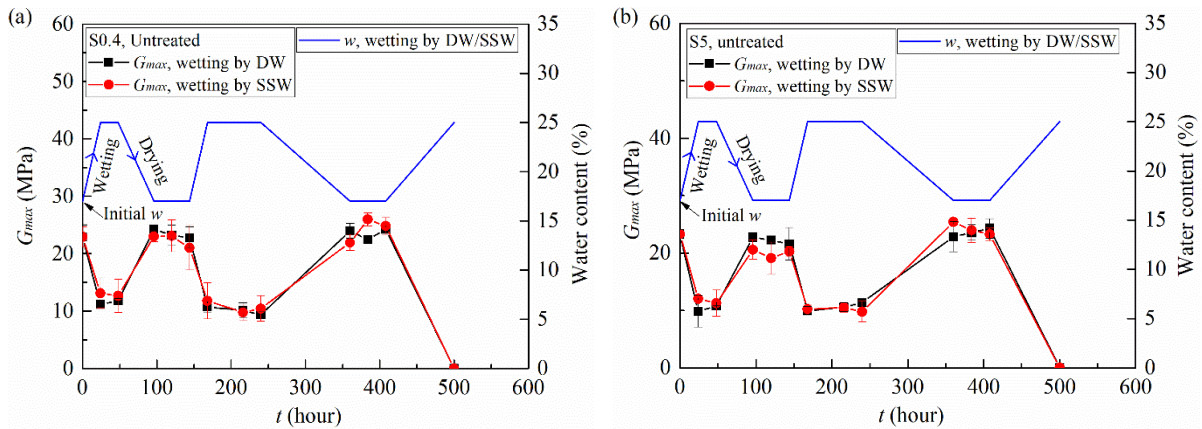 (a)
S0.4, Untreated
Gmax, wetting by DW
Gmax, wetting by SSW
w, wetting by DW/SSW
Wetting
Drying
Initial w
Gmax (MPa)
60
50
40
30
20
10
0
Water content (%)
35
30
25
20
15
10
5
0
0 100 200 300 400 500 600
t (hour)
(b)
S5, untreated
Gmax, wetting by DW
Gmax, wetting by SSW
w, wetting by DW/SSW
Wetting
Drying
Initial w
Gmax (MPa)
60
50
40
30
20
10
0
Water content (%)
35
30
25
20
15
10
5
0
0 100 200 300 400 500 600
t (hour)